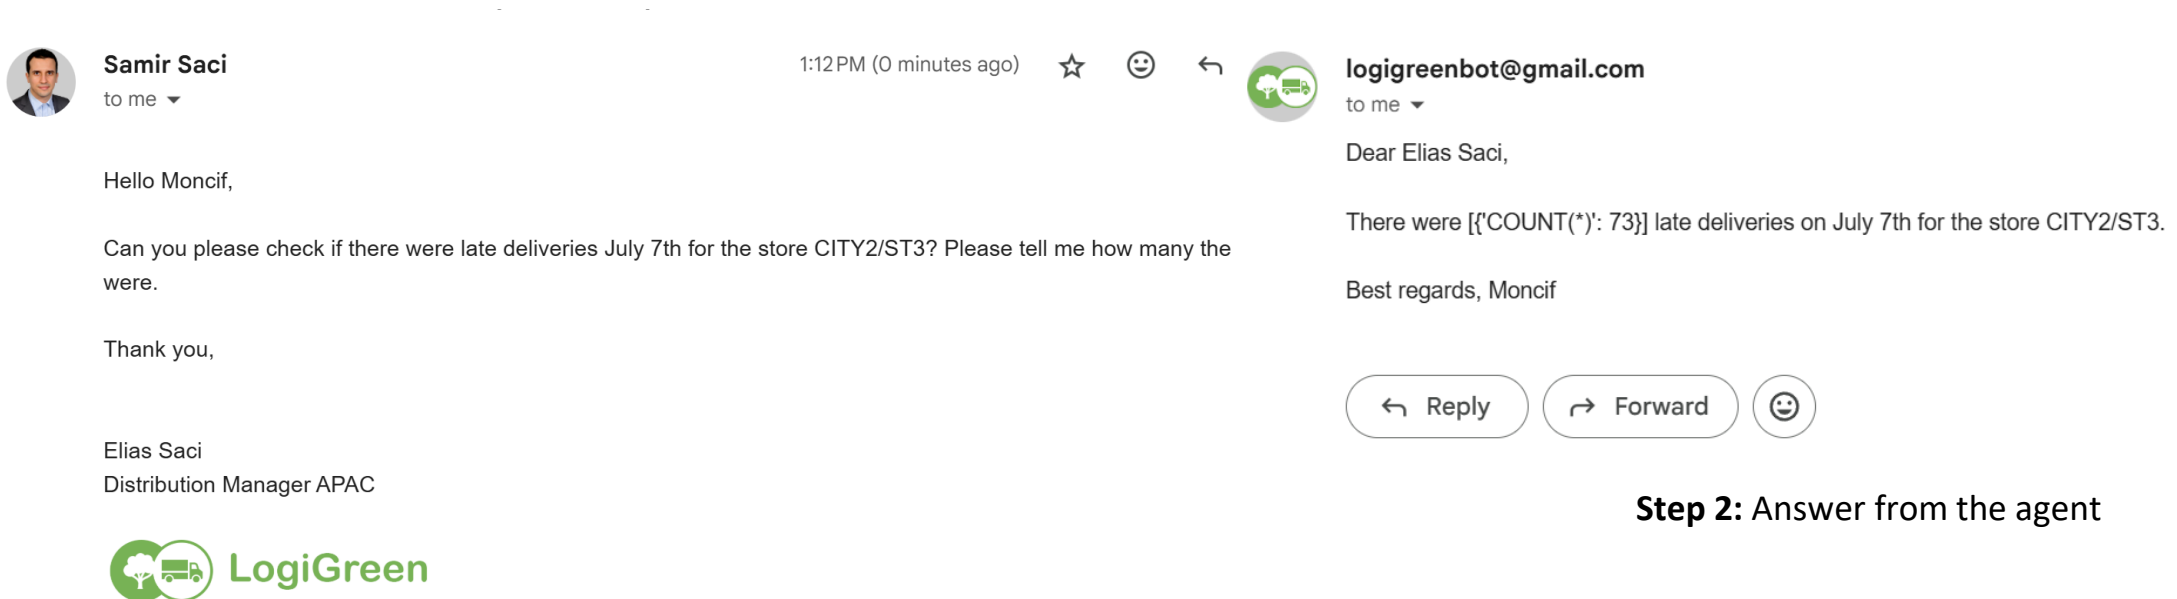 Samir Saci
1:12 PM (0 minutes ago)
to me
Hello Moncif,
Can you please check if there were late deliveries July 7th for the store CITY2/ST3? Please tell me how many the
were.
Thank you,
Elias Saci
Distribution Manager APAC
LogiGreen
logigreenbot@gmail.com
to me
Dear Elias Saci,
There were [{'COUNT(*)': 73}] late deliveries on July 7th for the store CITY2/ST3.
Best regards, Moncif
Reply
Forward
Step 2: Answer from the agent